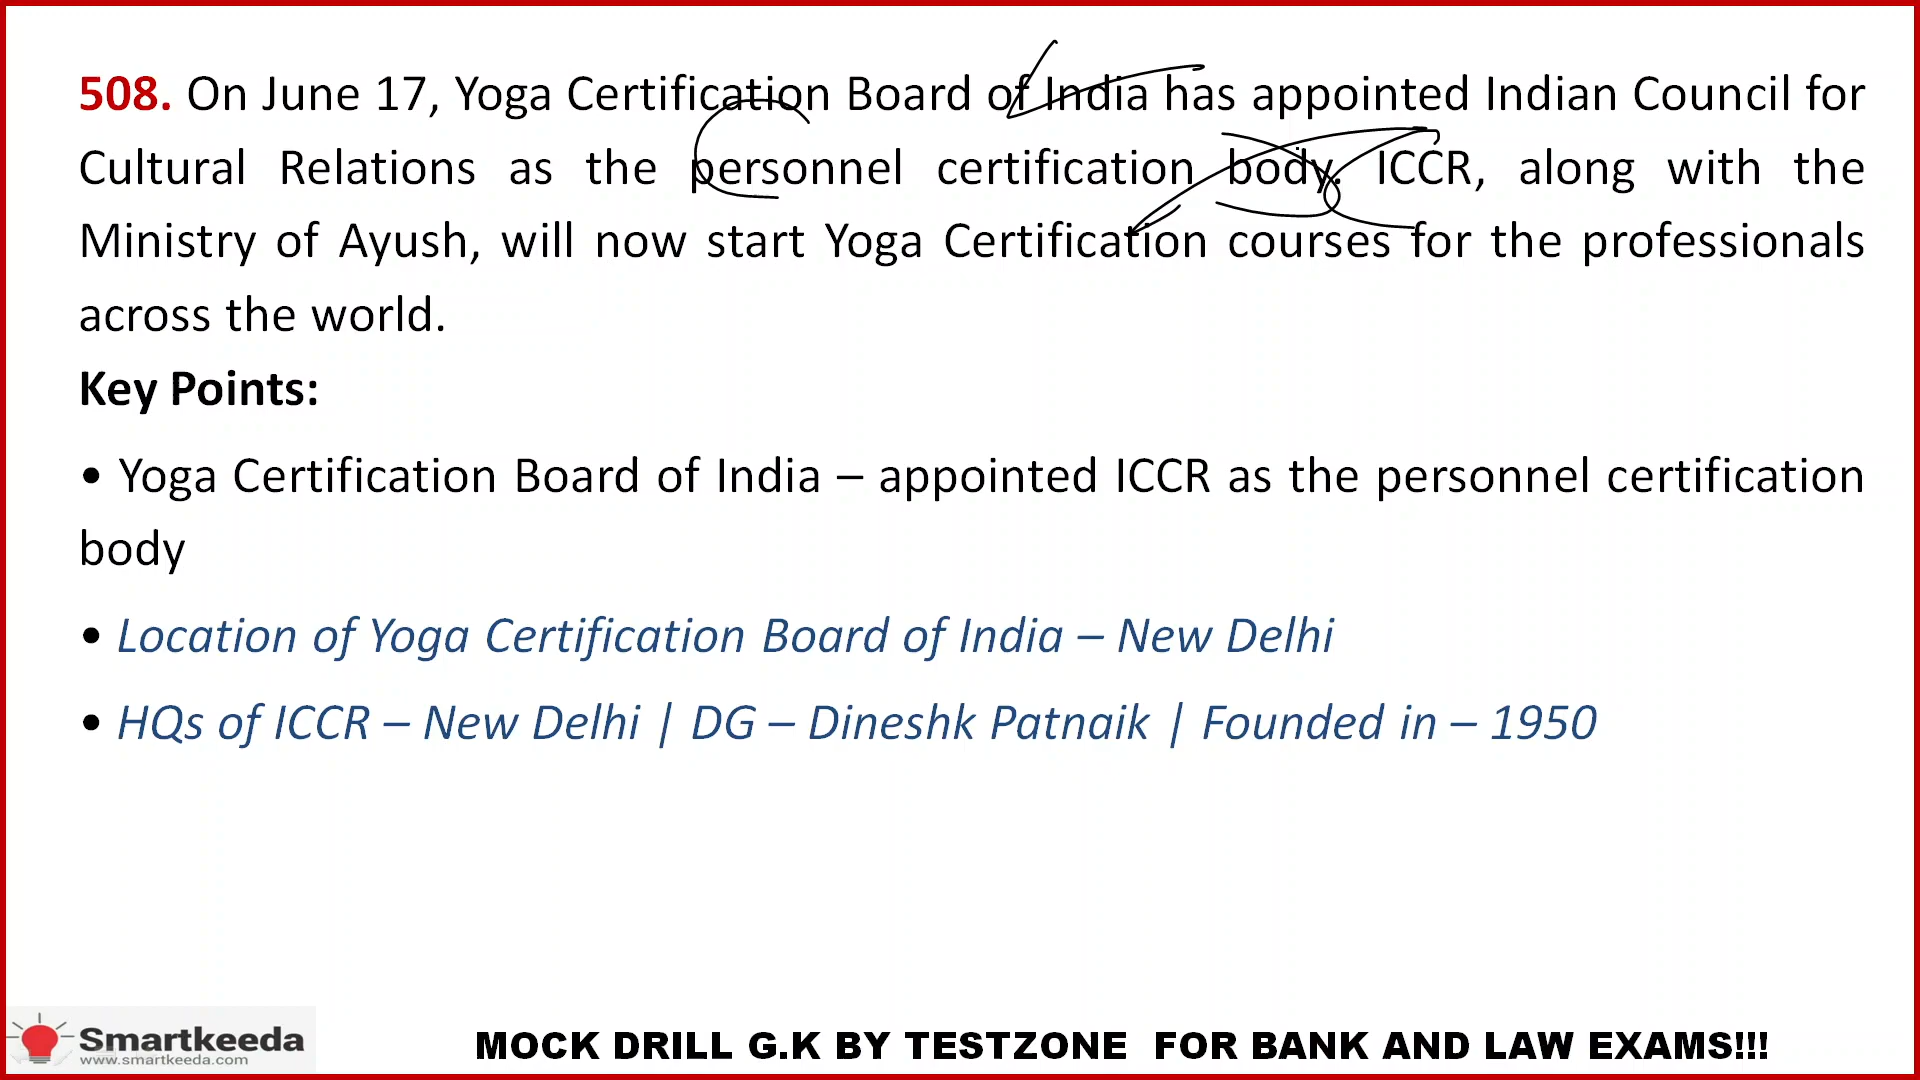 508. On June 17, Yoga Certification Board of India has appointed Indian Council for
Cultural Relations as the personnel certification body. ICCR, along with the
Ministry of Ayush, will now start Yoga Certification courses for the professionals
across the world.
Key Points:
• Yoga Certification Board of India – appointed ICCR as the personnel certification
body
• Location of Yoga Certification Board of India – New Delhi
• HQs of ICCR – New Delhi | DG – Dineshk Patnaik | Founded in – 1950
Smartkeeda
www.smartkeeda.com
MOCK DRILL G.K BY TESTZONE FOR BANK AND LAW EXAMS!!!